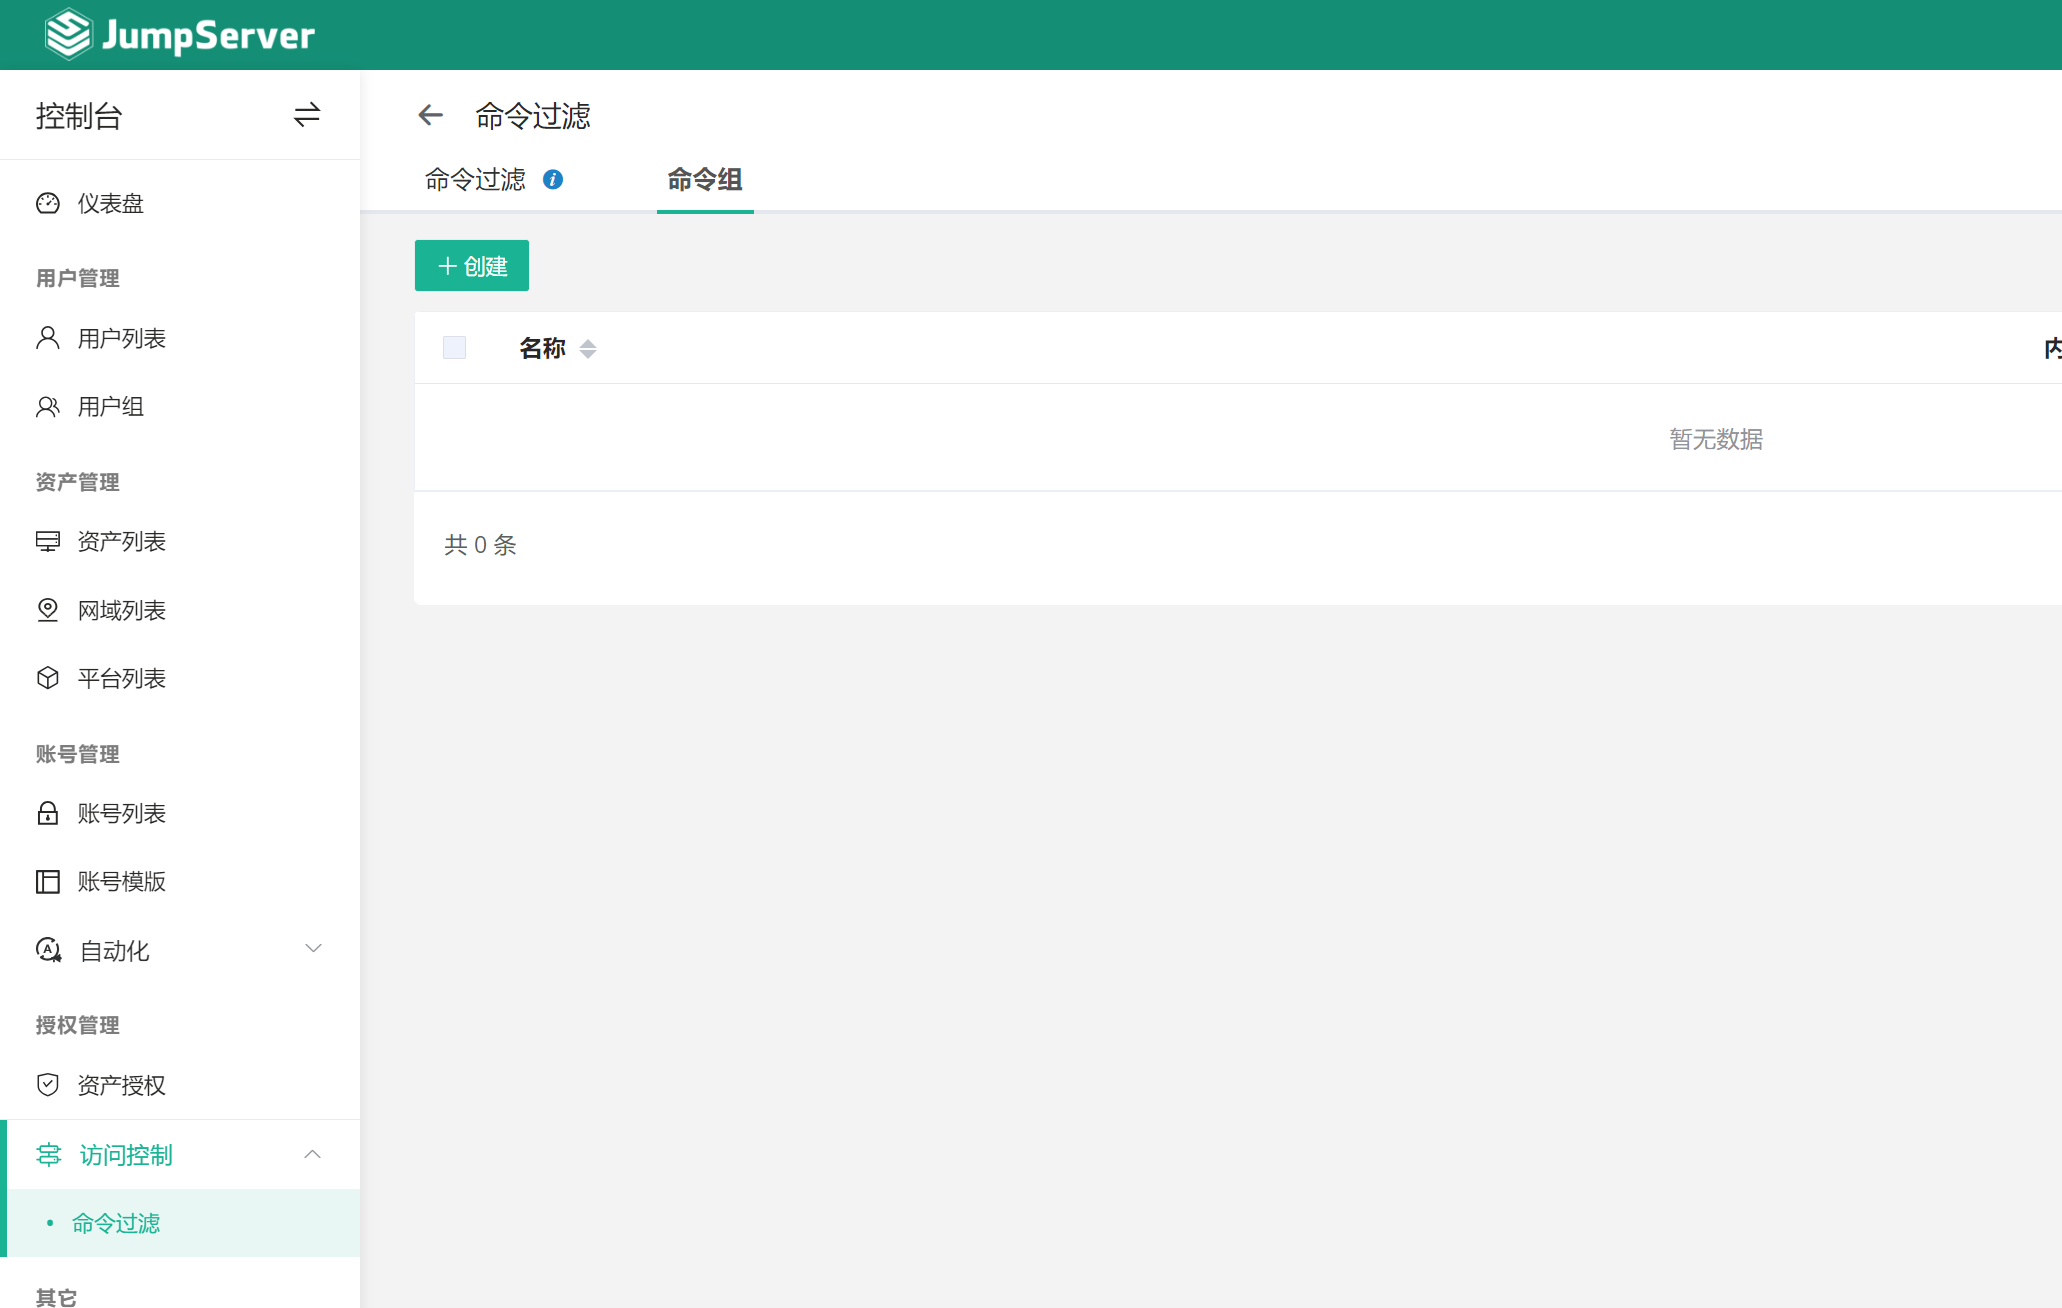 JumpServer
控制台
仪表盘
用户管理
用户列表
用户组
资产管理
资产列表
网域列表
平台列表
账号管理
账号列表
账号模版
自动化
授权管理
资产授权
访问控制
命令过滤
其它
命令过滤
命令过滤
命令组
创建
名称
暂无数据
共 0 条